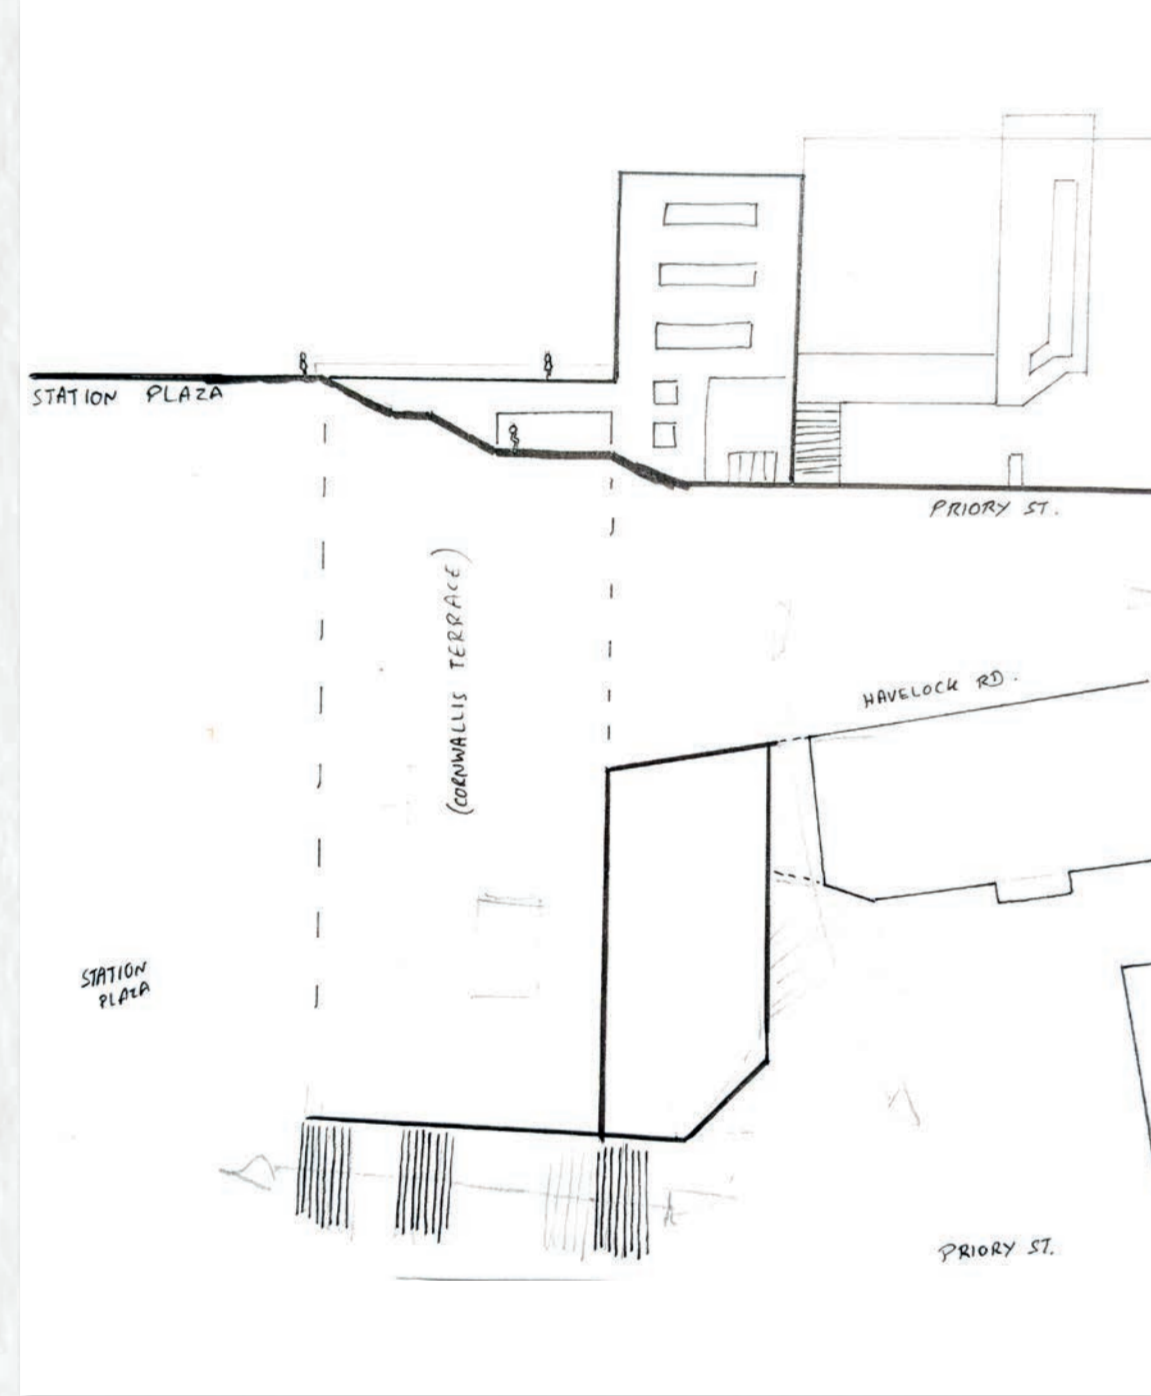 STATION PLAZA
PRIORY ST.
(CORNWALLIS TERRACE)
HAVELOCK RD.
STATION
PLAZA
PRIORY ST.